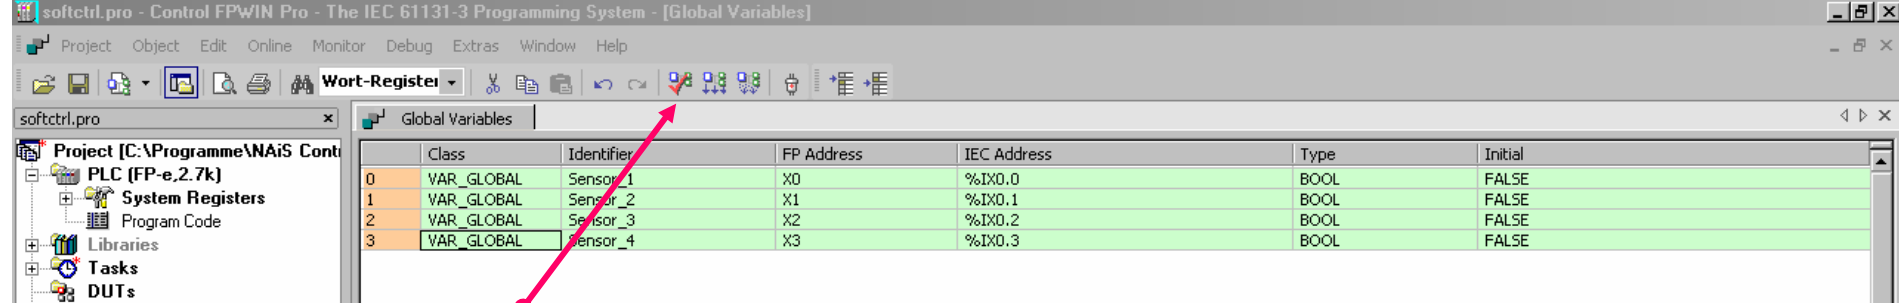 softctrl.pro - Control FPWIN Pro - The IEC 61131-3 Programming System - [Global Variables]
Project Object Edit Online Monitor Debug Extras Window Help
Wort-Register
softctrl.pro
Global Variables
Project [C:\Programme\NAiS Conti
PLC (FP-e,2.7k)
System Registers
Program Code
Libraries
Tasks
DUTs
Class Identifier FP Address IEC Address Type Initial
0 VAR_GLOBAL Sensor_1 X0 %IX0.0 BOOL FALSE
1 VAR_GLOBAL Sensor_2 X1 %IX0.1 BOOL FALSE
2 VAR_GLOBAL Sensor_3 X2 %IX0.2 BOOL FALSE
3 VAR_GLOBAL Sensor_4 X3 %IX0.3 BOOL FALSE